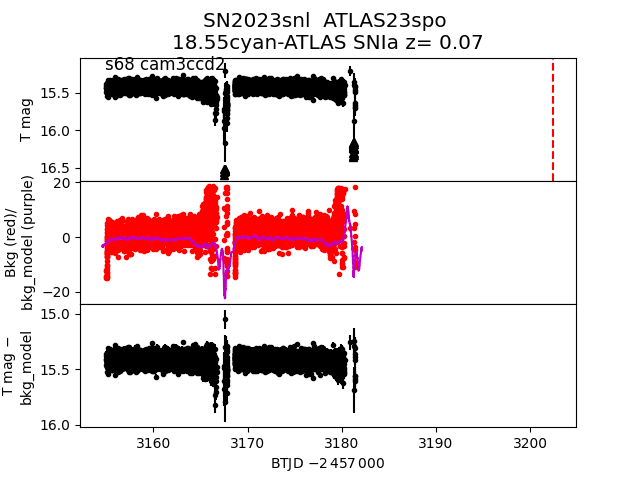 SN2023snl  ATLAS23spo
18.55cyan-ATLAS SNIa z= 0.07
s68 cam3ccd2
T mag
15.5
16.0
16.5
Bkg (red)/
bkg_model (purple)
20
0
−20
T mag −
bkg_model
15.0
15.5
16.0
3160 3170 3180 3190 3200
BTJD −2 457 000